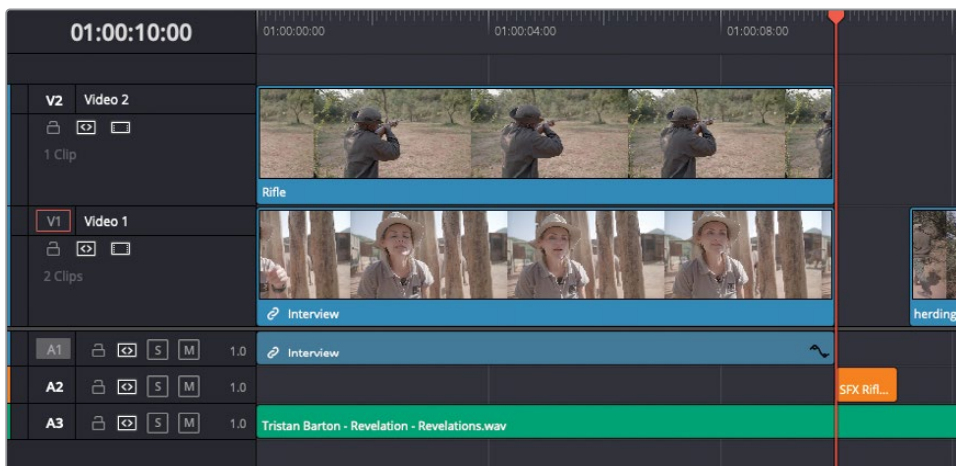 01:00:10:00
01:00:00:00 01:00:04:00 01:00:08:00
V2 Video 2
1 Clip
Rifle
V1 Video 1
2 Clips
Interview
herding
A1 S M 1.0 Interview
A2 S M 1.0 SFX Rifl...
A3 S M 1.0 Tristan Barton - Revelation - Revelations.wav